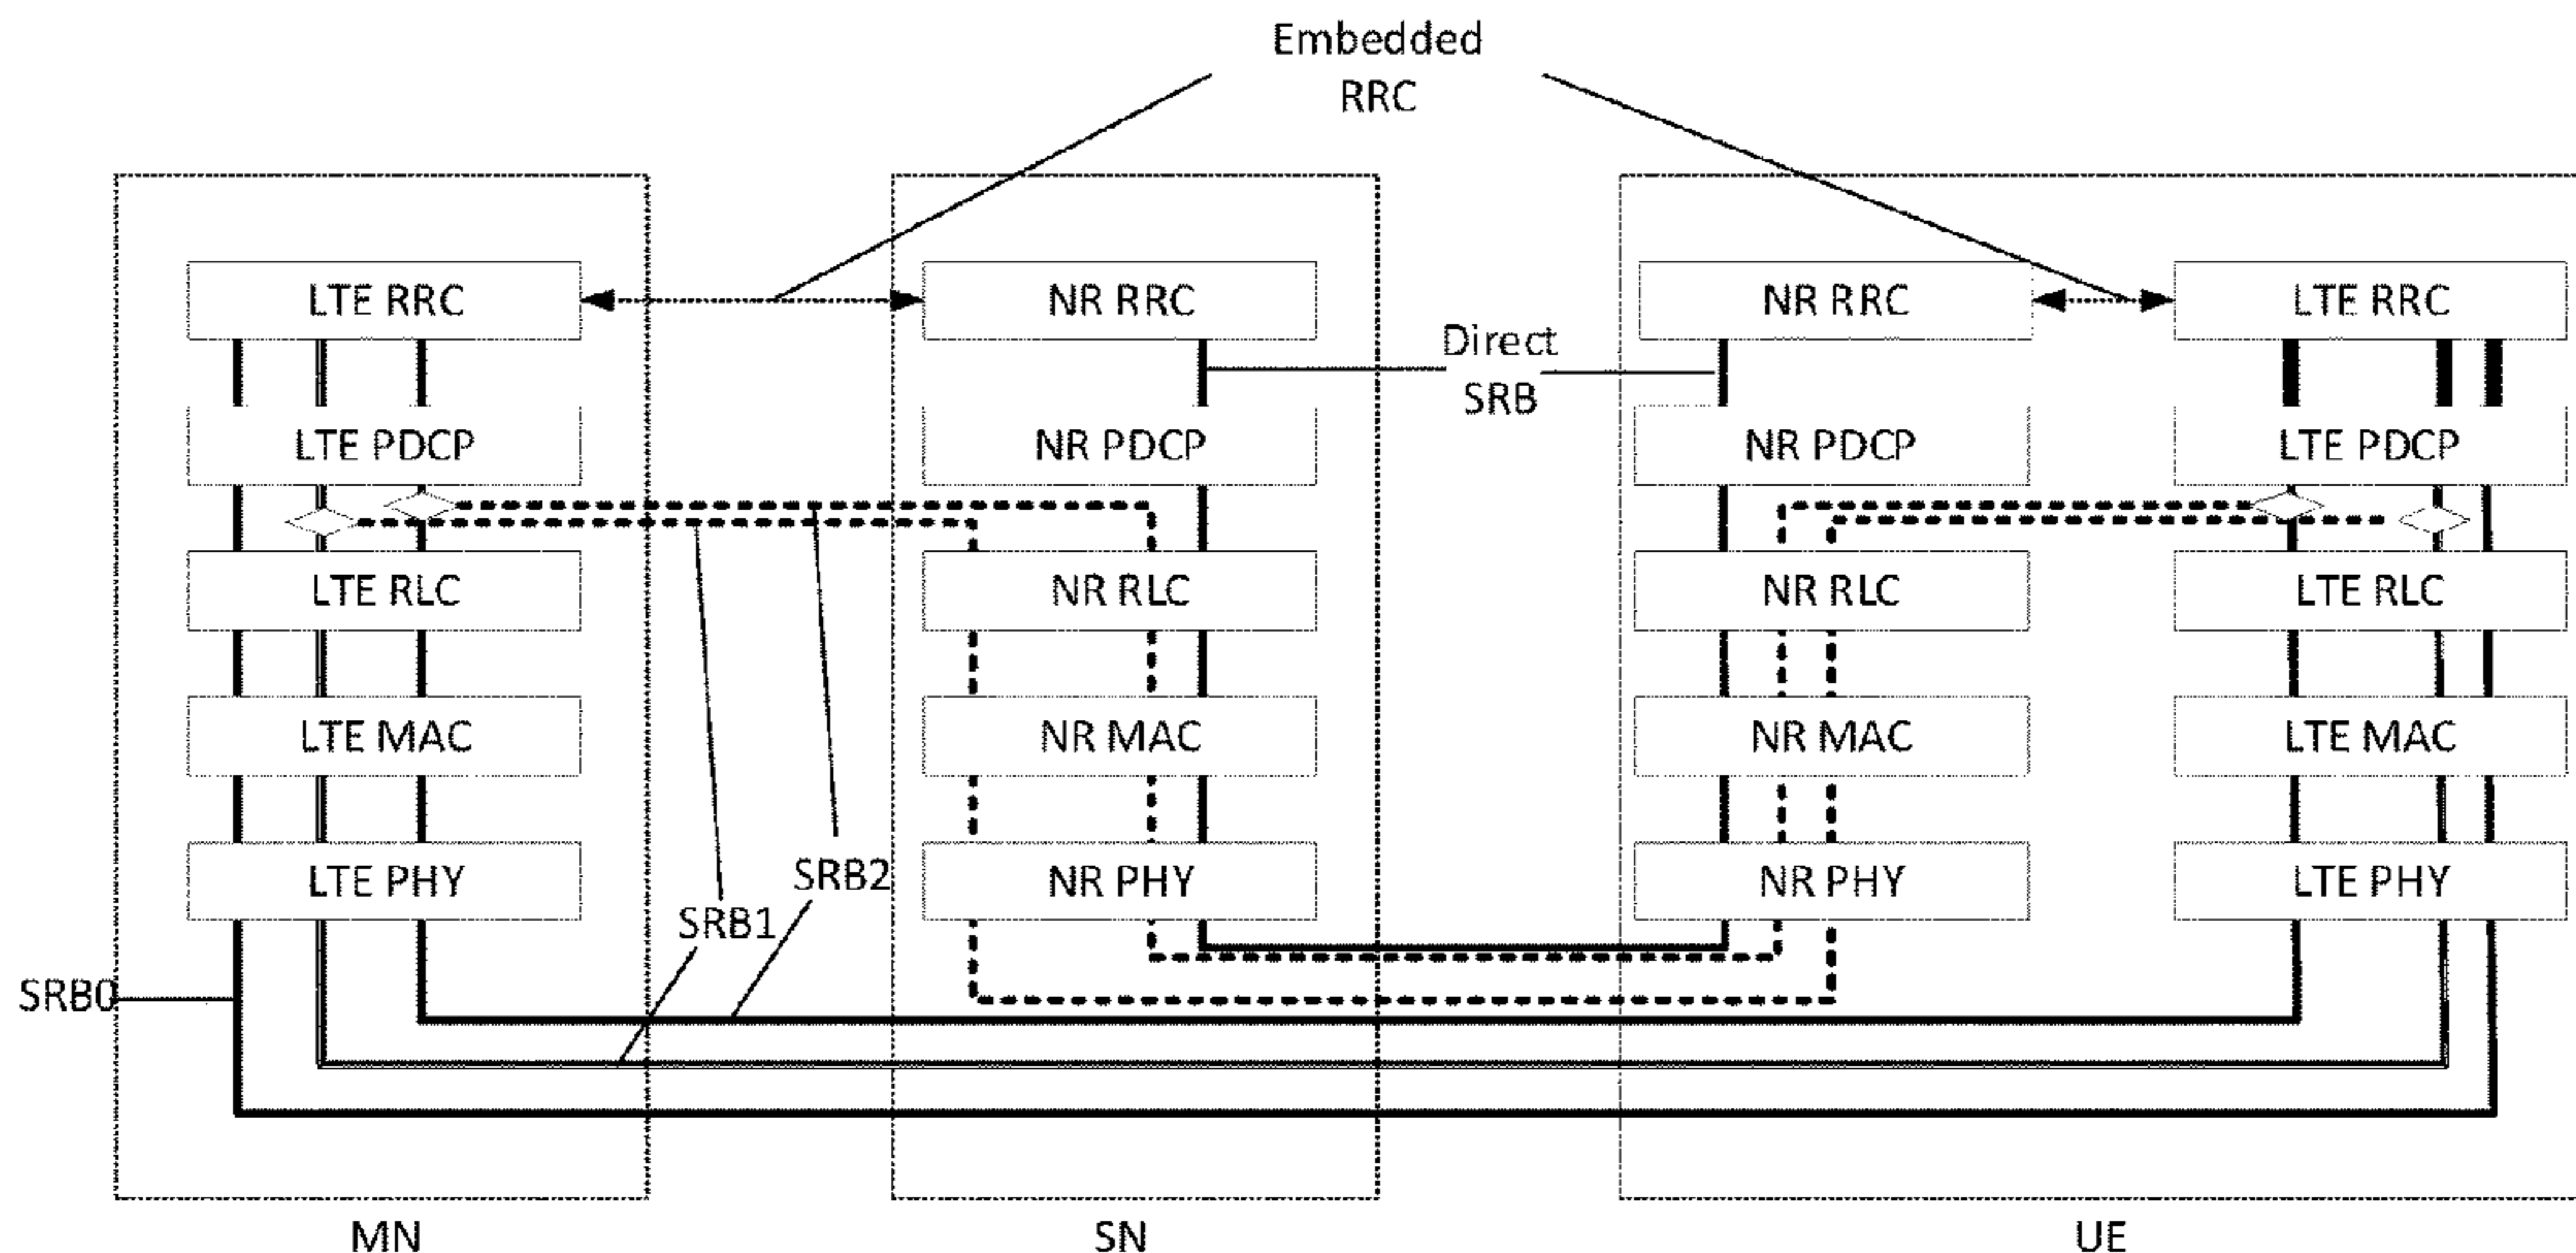 Embedded
RRC
LTE RRC
NR RRC
NR RRC
LTE RRC
Direct
SRB
LTE PDCP
NR PDCP
NR PDCP
LTE PDCP
LTE RLC
NR RLC
NR RLC
LTE RLC
LTE MAC
NR MAC
NR MAC
LTE MAC
LTE PHY
SRB2
NR PHY
NR PHY
LTE PHY
SRB1
SRB0
MN
SN
UE